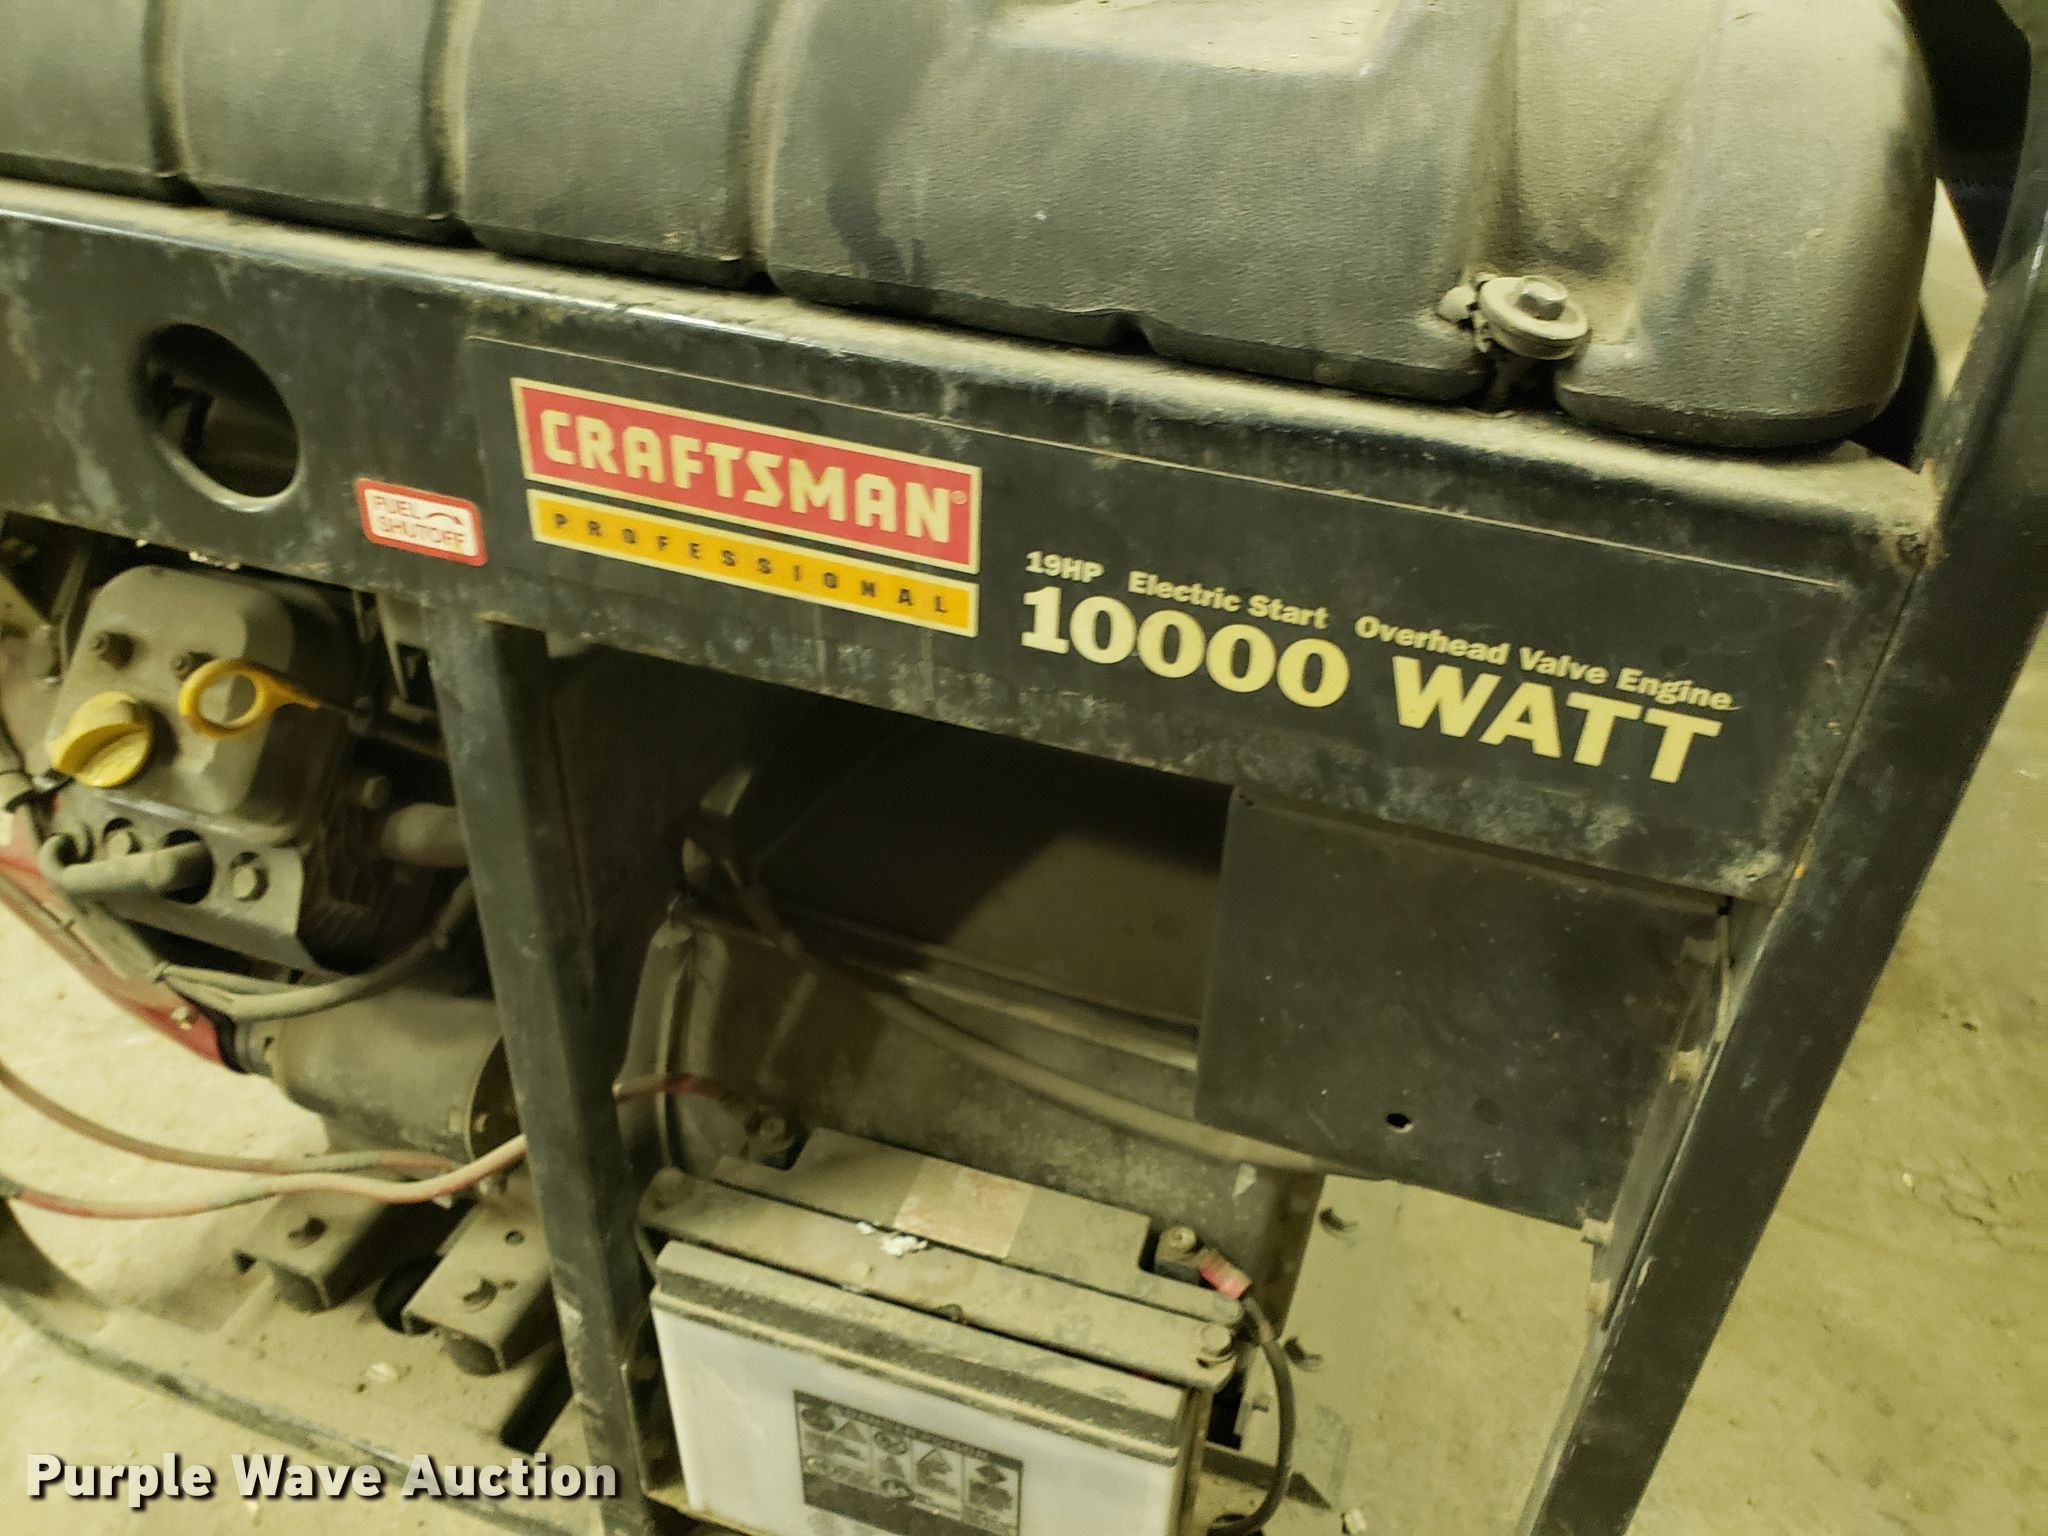 CRAFTSMAN®
PROFESSIONAL
FUEL
SHUTOFF
19HP Electric Start Overhead Valve Engine
10000 WATT
Purple Wave Auction